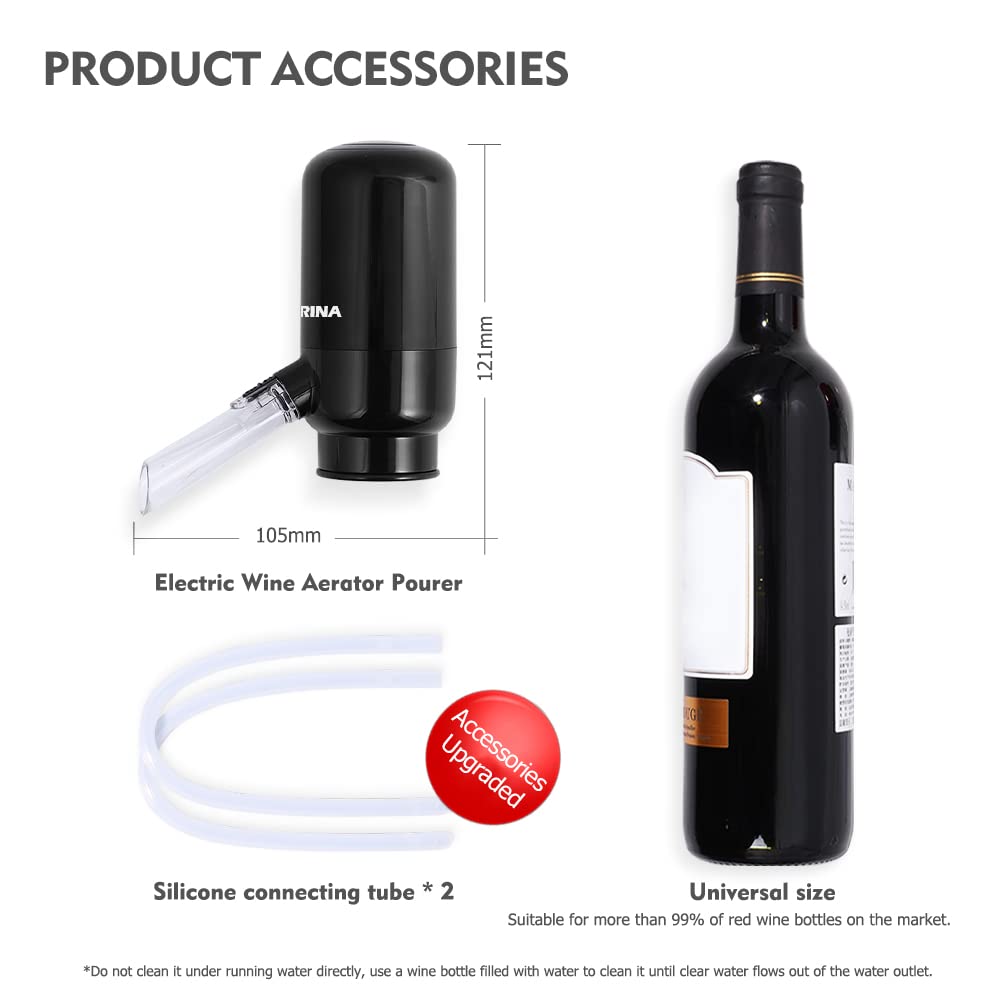 PRODUCT ACCESSORIES
RINA
121mm
105mm
Electric Wine Aerator Pourer
Accessories
Upgraded
Silicone connecting tube * 2
Universal size
Suitable for more than 99% of red wine bottles on the market.
*Do not clean it under running water directly, use a wine bottle filled with water to clean it until clear water flows out of the water outlet.